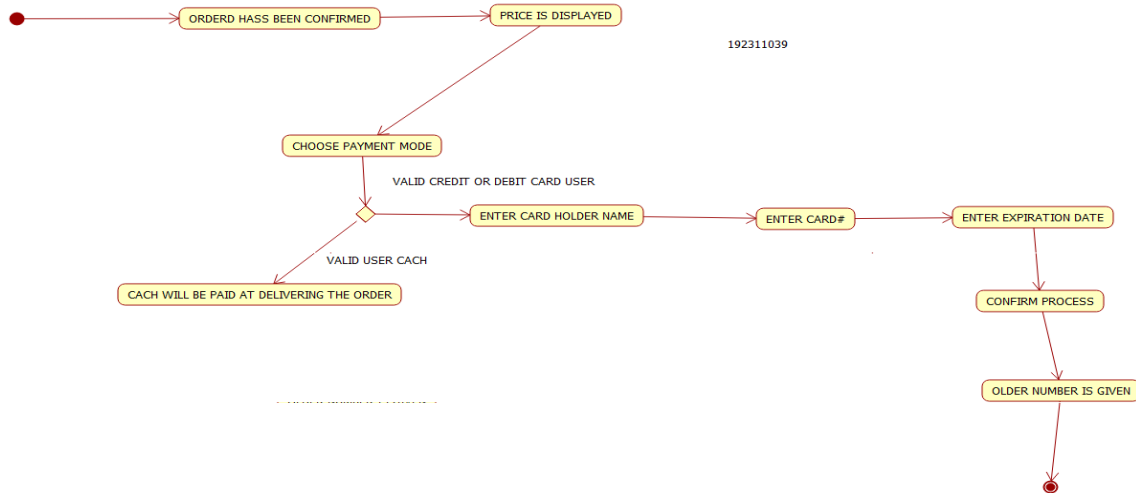 ORDERD HASS BEEN CONFIRMED
PRICE IS DISPLAYED
192311039
CHOOSE PAYMENT MODE
VALID CREDIT OR DEBIT CARD USER
ENTER CARD HOLDER NAME
ENTER CARD#
ENTER EXPIRATION DATE
VALID USER CACH
CACH WILL BE PAID AT DELIVERING THE ORDER
CONFIRM PROCESS
OLDER NUMBER IS GIVEN